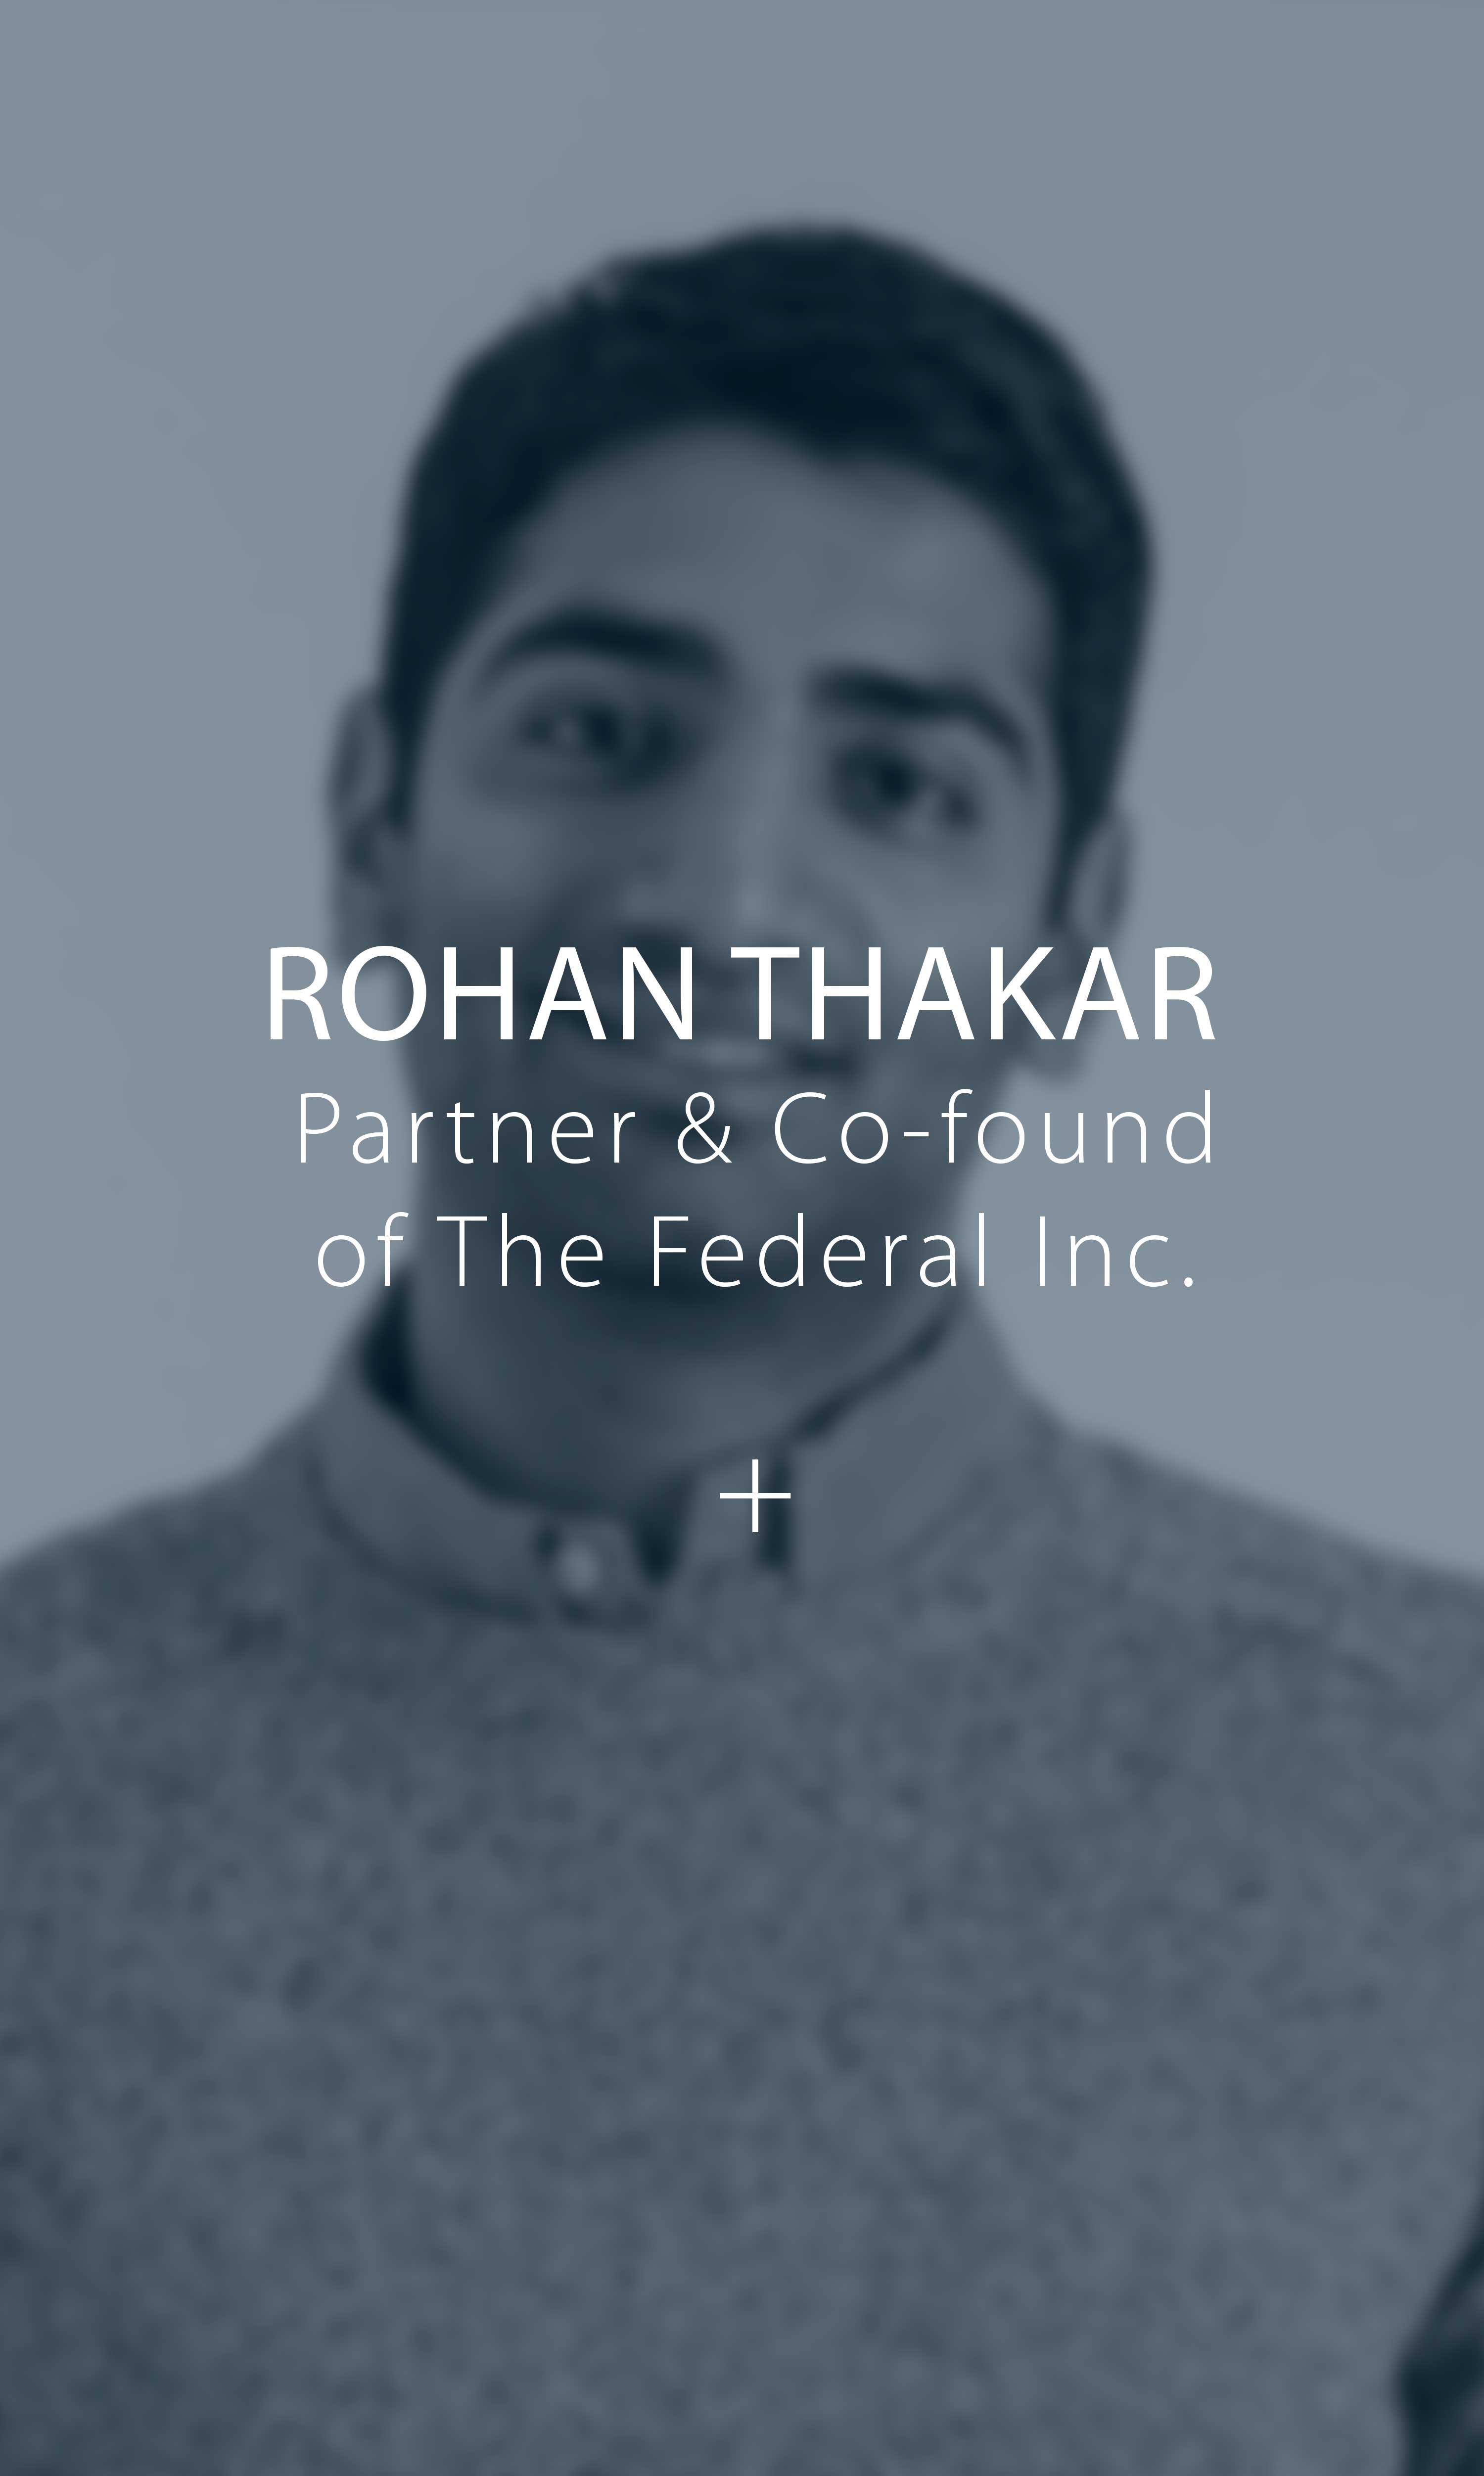 ROHAN THAKAR
Partner & Co-found
of The Federal Inc.
+